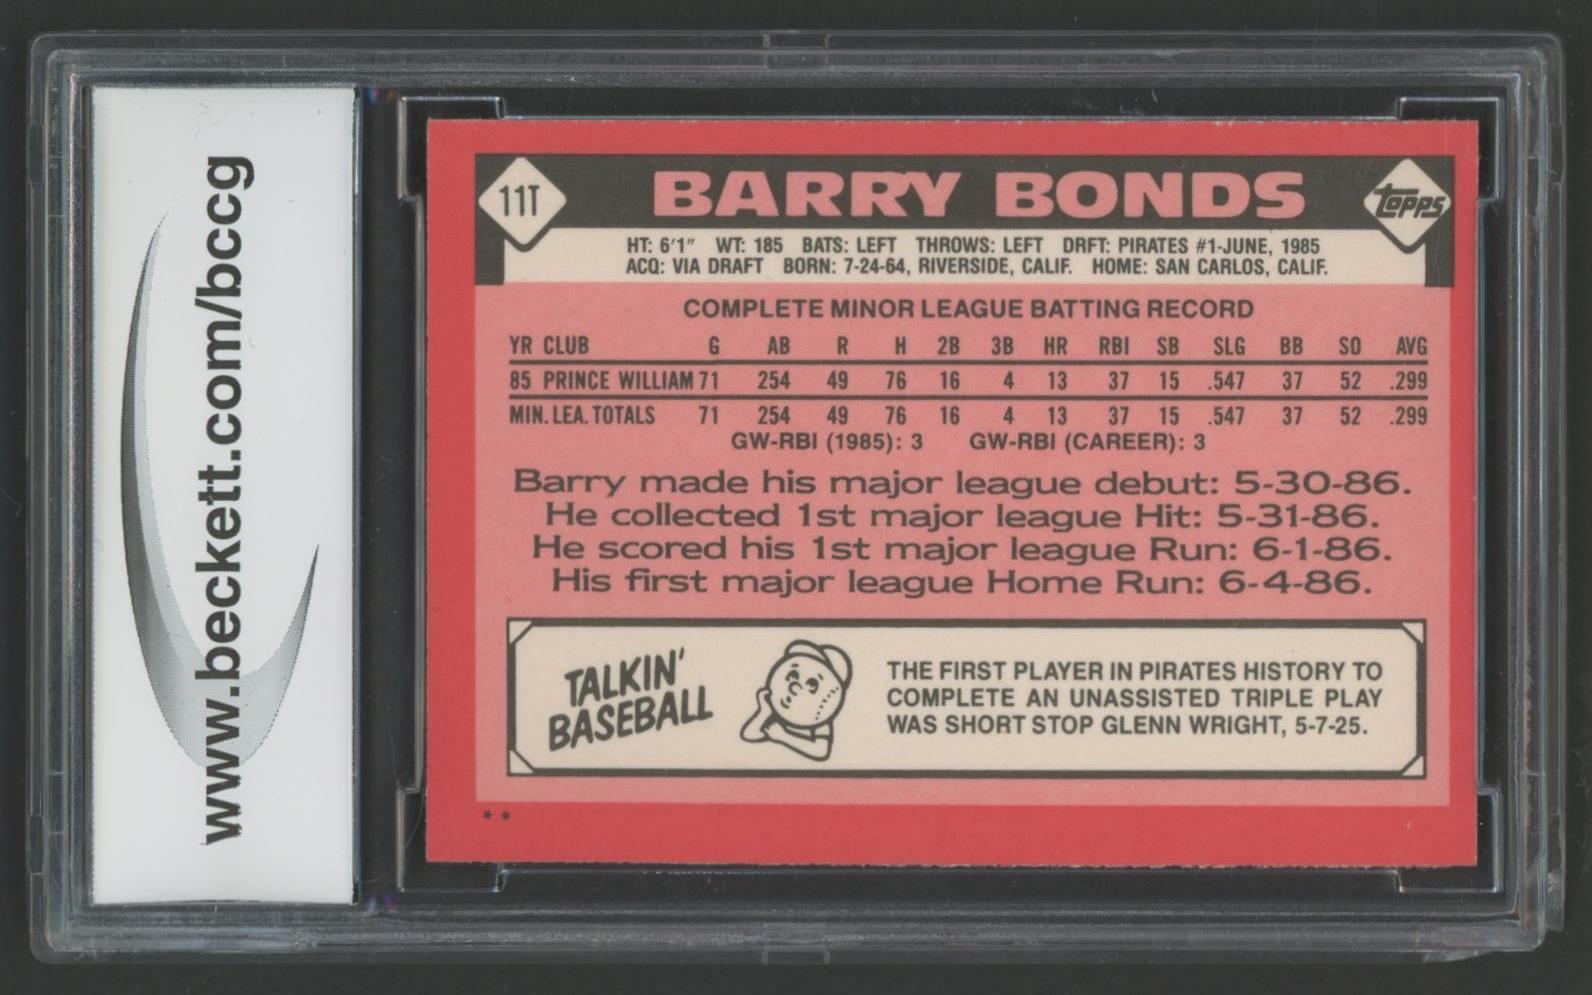 www.beckett.com/bccg
11T
BARRY BONDS
topps
HT: 6'1" WT: 185 BATS: LEFT THROWS: LEFT DRFT: PIRATES #1-JUNE, 1985
ACQ: VIA DRAFT BORN: 7-24-64, RIVERSIDE, CALIF. HOME: SAN CARLOS, CALIF.
COMPLETE MINOR LEAGUE BATTING RECORD
YR CLUB G AB R H 2B 3B HR RBI SB SLG BB SO AVG
85 PRINCE WILLIAM 71 254 49 76 16 4 13 37 15 .547 37 52 .299
MIN. LEA. TOTALS 71 254 49 76 16 4 13 37 15 .547 37 52 .299
GW-RBI (1985): 3 GW-RBI (CAREER): 3
Barry made his major league debut: 5-30-86.
He collected 1st major league Hit: 5-31-86.
He scored his 1st major league Run: 6-1-86.
His first major league Home Run: 6-4-86.
TALKIN'
BASEBALL
THE FIRST PLAYER IN PIRATES HISTORY TO
COMPLETE AN UNASSISTED TRIPLE PLAY
WAS SHORT STOP GLENN WRIGHT, 5-7-25.
**